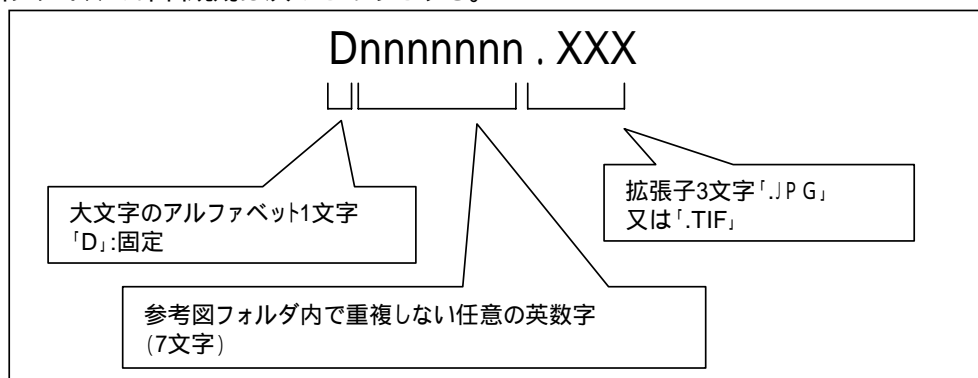 Dnnnnnnn . XXX
大文字のアルファベット1文字
「D」:固定
拡張子3文字「.JPG」
又は「.TIF」
参考図フォルダ内で重複しない任意の英数字
(7文字)